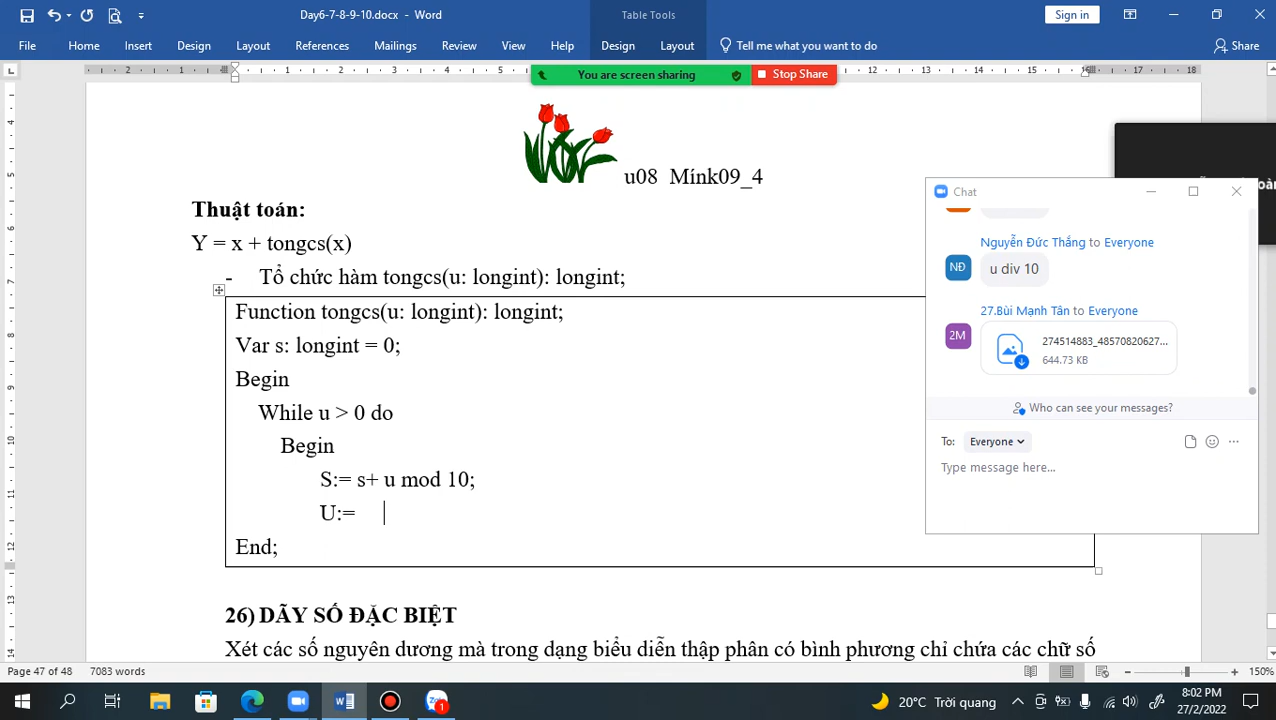 Day6-7-8-9-10.docx - Word
Table Tools
Sign in
File Home Insert Design Layout References Mailings Review View Help Design Layout Tell me what you want to do Share
You are screen sharing Stop Share
u08 Mínk09_4
Thuật toán:
Y = x + tongcs(x)
- Tổ chức hàm tongcs(u: longint): longint;
Function tongcs(u: longint): longint;
Var s: longint = 0;
Begin
While u > 0 do
Begin
S:= s+ u mod 10;
U:=
End;
26) DÃY SỐ ĐẶC BIỆT
Xét các số nguyên dương mà trong dạng biểu diễn thập phân có bình phương chỉ chứa các chữ số
Chat
Nguyễn Đức Thắng to Everyone
NĐ
u div 10
27.Bùi Mạnh Tân to Everyone
2M
274514883_48570820627...
644.73 KB
Who can see your messages?
To: Everyone
Type message here...
Page 47 of 48 7083 words
150%
20°C Trời quang
8:02 PM
27/2/2022